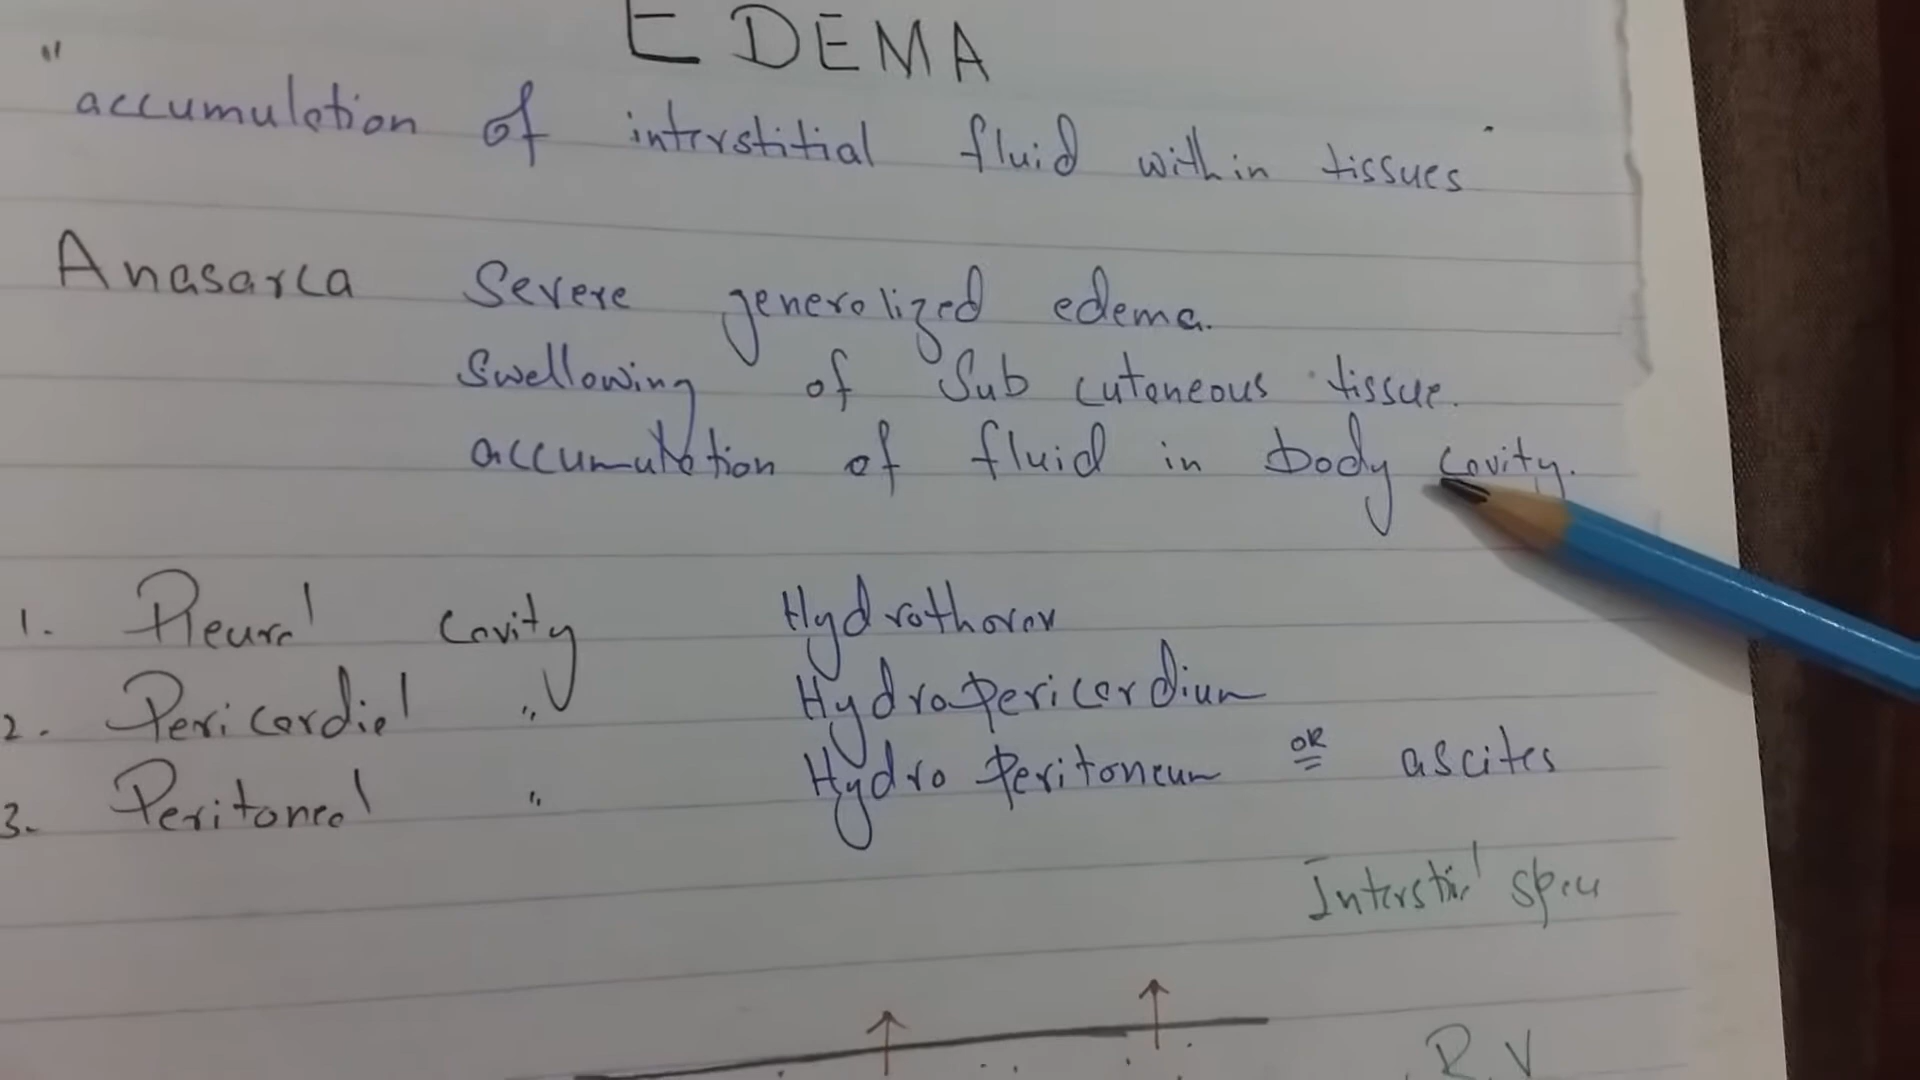 EDEMA
"accumulation of interstitial fluid within tissues"
Anasarca Severe generalized edema.
Swellowing of Sub cutaneous tissue.
accumulation of fluid in body cavity.
1. Pleural cavity Hydrothorax
2. Pericardial " Hydropericardium
3. Peritoneal " Hydro Peritoneum OR ascites
R.V